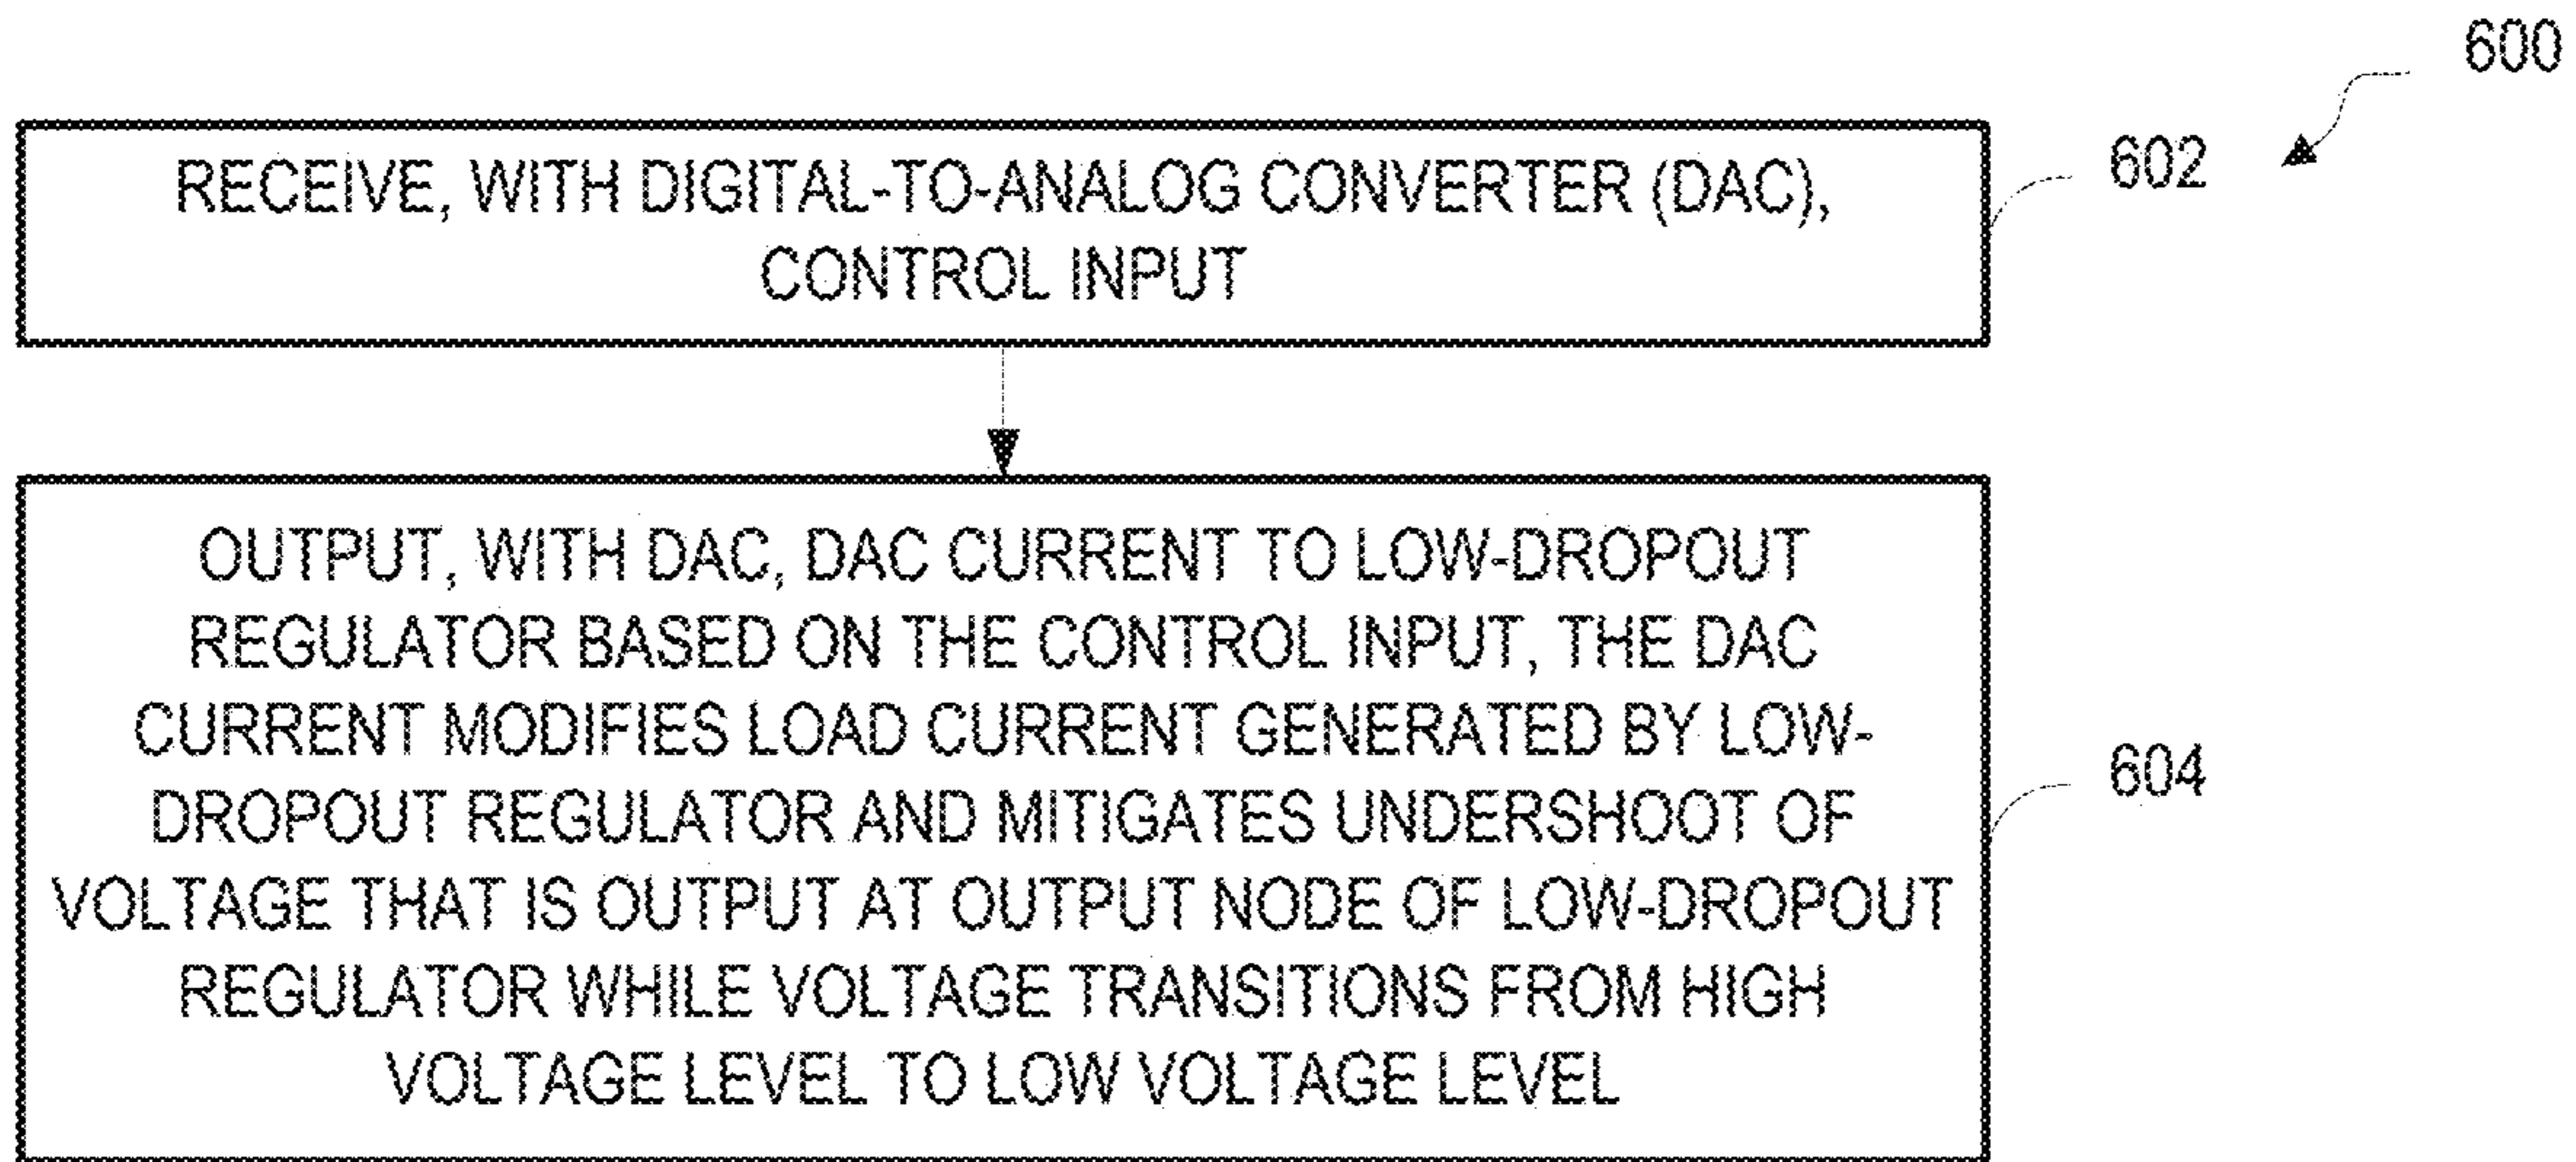 600
RECEIVE, WITH DIGITAL-TO-ANALOG CONVERTER (DAC),
CONTROL INPUT
602
OUTPUT, WITH DAC, DAC CURRENT TO LOW-DROPOUT
REGULATOR BASED ON THE CONTROL INPUT, THE DAC
CURRENT MODIFIES LOAD CURRENT GENERATED BY LOW-
DROPOUT REGULATOR AND MITIGATES UNDERSHOOT OF
VOLTAGE THAT IS OUTPUT AT OUTPUT NODE OF LOW-DROPOUT
REGULATOR WHILE VOLTAGE TRANSITIONS FROM HIGH
VOLTAGE LEVEL TO LOW VOLTAGE LEVEL
604